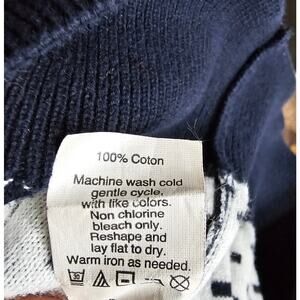 100% Coton
Machine wash cold
gentle cycle,
with like colors.
Non chlorine
bleach only.
Reshape and
lay flat to dry.
Warm iron as needed.
30